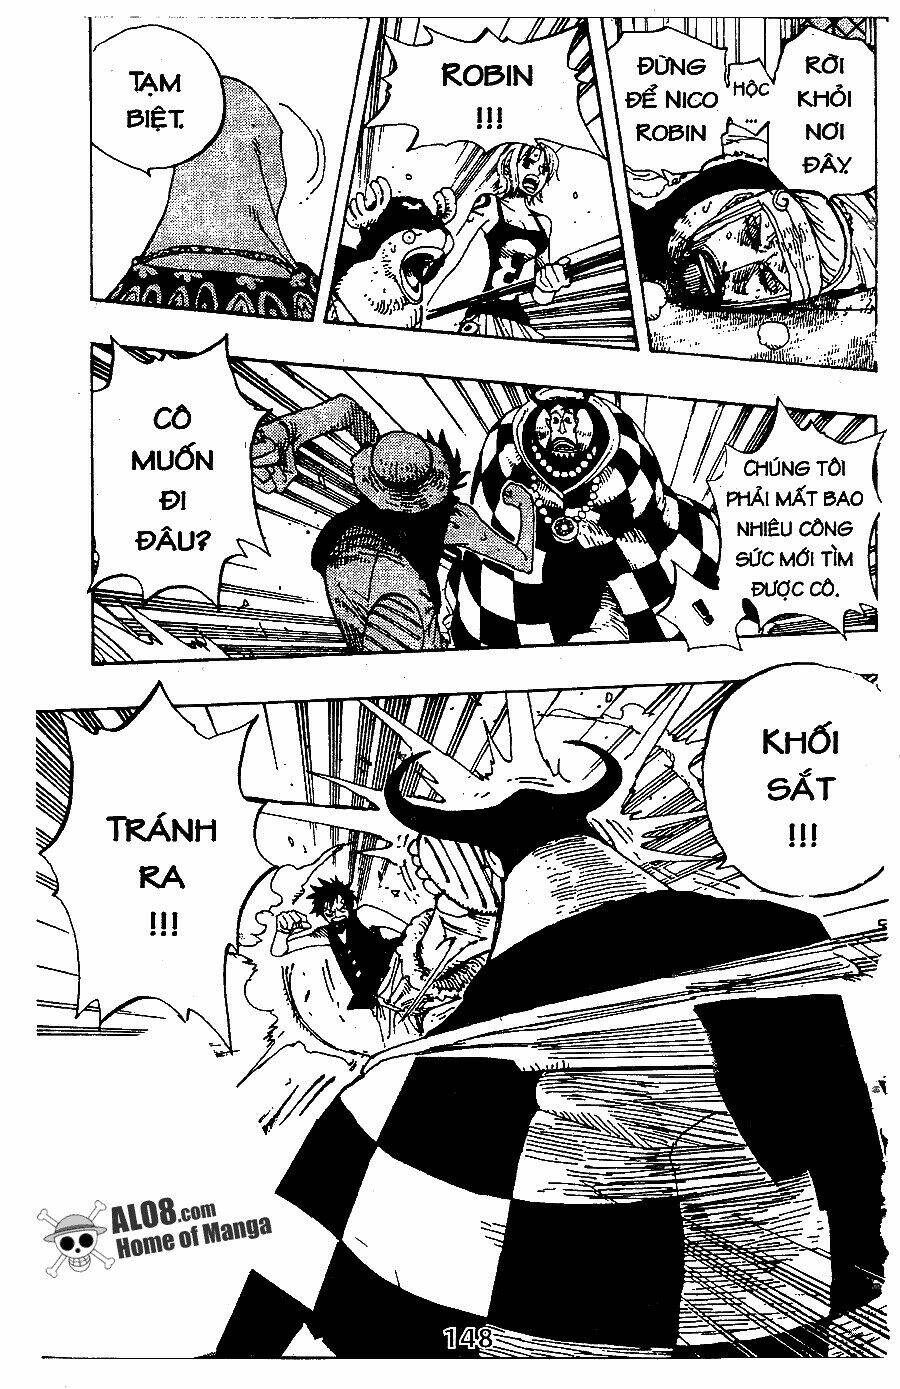 RỜI
KHỎI
NƠI
ĐÂY.
HỘC
...
ĐỪNG
ĐỂ NICO
ROBIN
ROBIN
!!!
TẠM
BIỆT.
CHÚNG TÔI
PHẢI MẤT BAO
NHIÊU CÔNG
SỨC MỚI TÌM
ĐƯỢC CÔ.
!
CÔ
MUỐN
ĐI
ĐÂU?
KHỐI
SẮT
!!!
TRÁNH
RA
!!!
AL08.com
Home of Manga
148